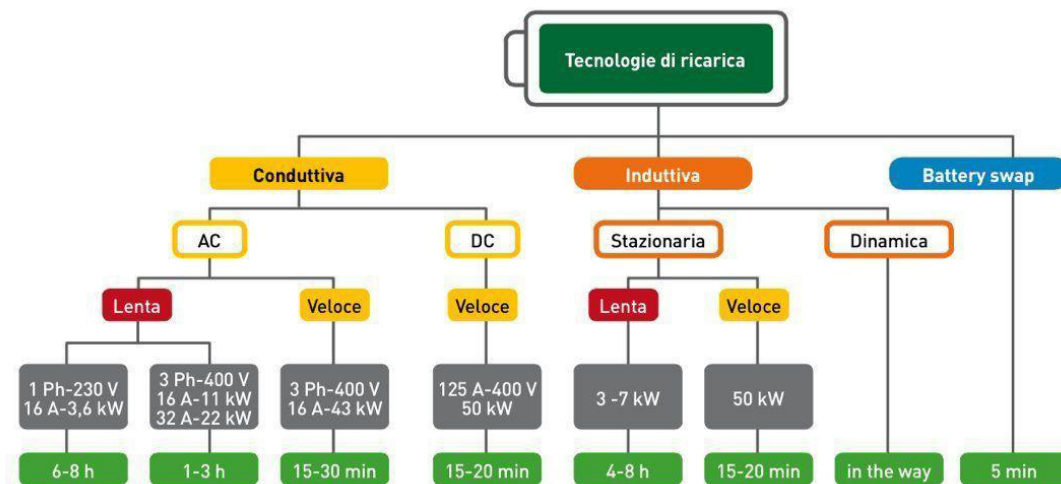 Tecnologie di ricarica
Conduttiva
Induttiva
Battery swap
AC
DC
Stazionaria
Dinamica
Lenta
Veloce
Veloce
Lenta
Veloce
1 Ph-230 V
16 A-3,6 kW
3 Ph-400 V
16 A-11 kW
32 A-22 kW
3 Ph-400 V
16 A-43 kW
125 A-400 V
50 kW
3 -7 kW
50 kW
6-8 h
1-3 h
15-30 min
15-20 min
4-8 h
15-20 min
in the way
5 min